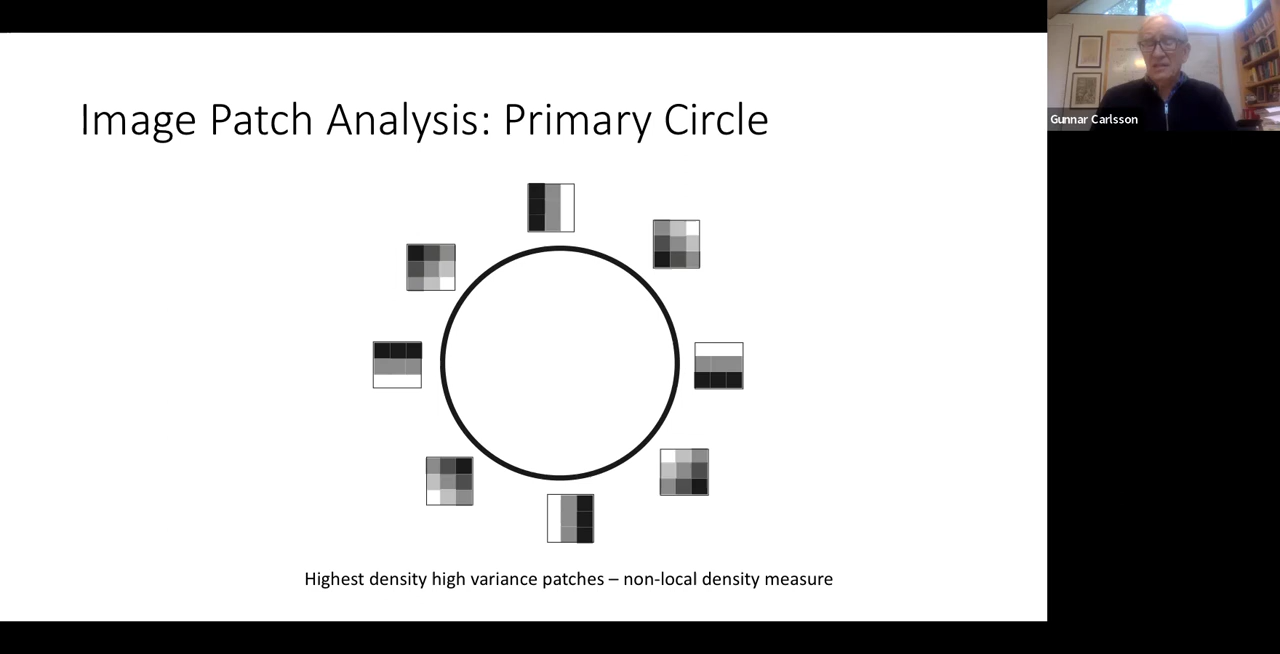 Image Patch Analysis: Primary Circle
Gunnar Carlsson
Highest density high variance patches – non-local density measure